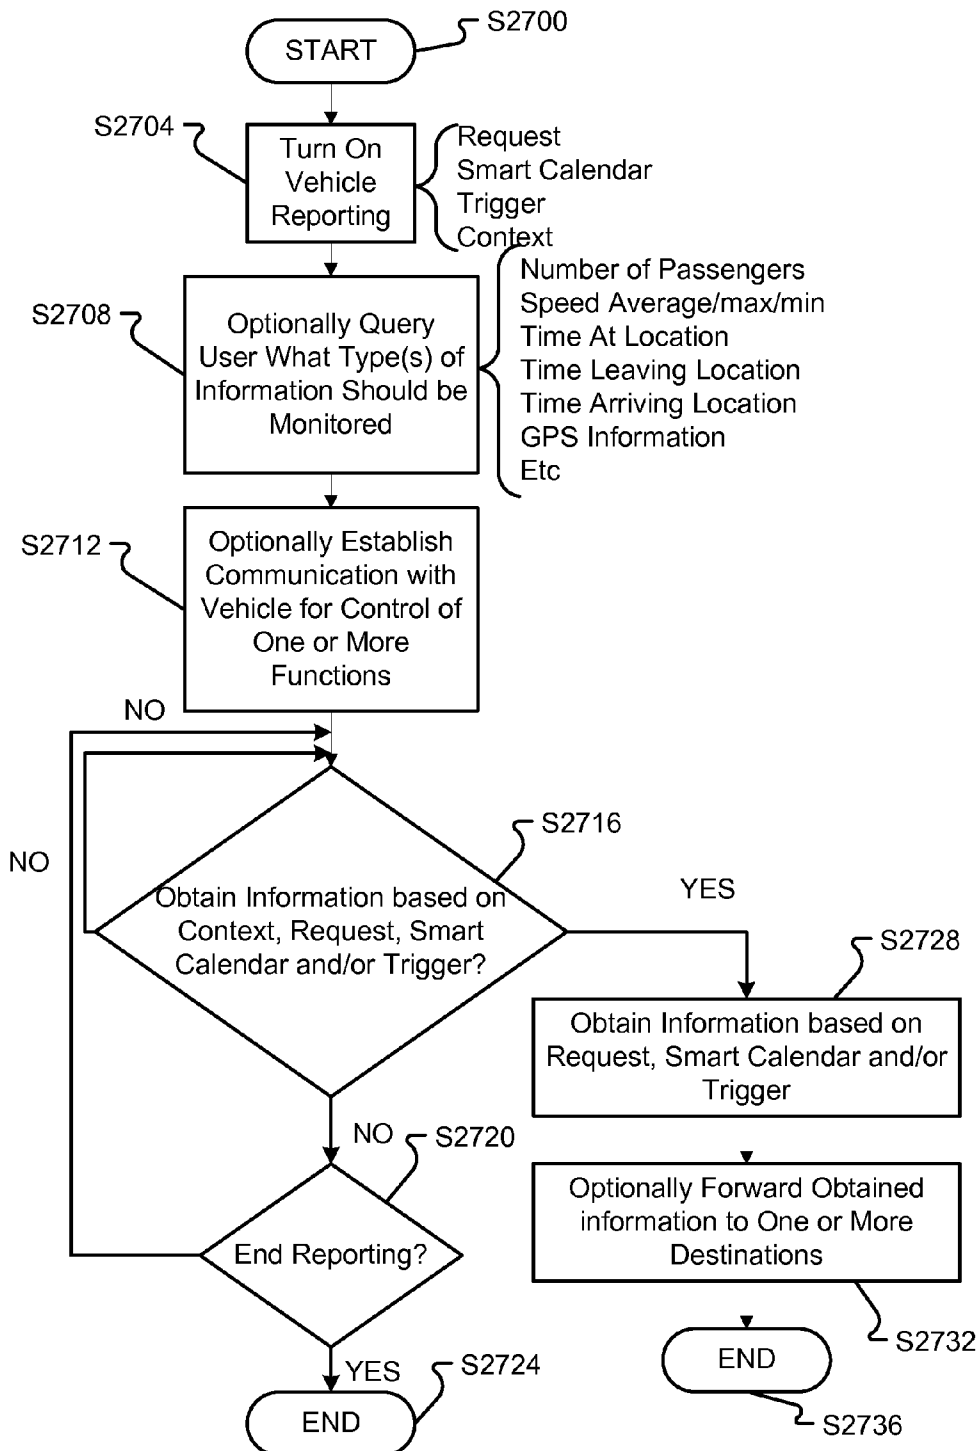 START
S2700
S2704
Turn On
Vehicle
Reporting
Request
Smart Calendar
Trigger
Context
S2708
Optionally Query
User What Type(s) of
Information Should be
Monitored
Number of Passengers
Speed Average/max/min
Time At Location
Time Leaving Location
Time Arriving Location
GPS Information
Etc
S2712
Optionally Establish
Communication with
Vehicle for Control of
One or More
Functions
NO
NO
S2716
Obtain Information based on
Context, Request, Smart
Calendar and/or Trigger?
YES
S2728
Obtain Information based on
Request, Smart Calendar and/or
Trigger
NO
S2720
End Reporting?
Optionally Forward Obtained
information to One or More
Destinations
S2732
YES
S2724
END
END
S2736